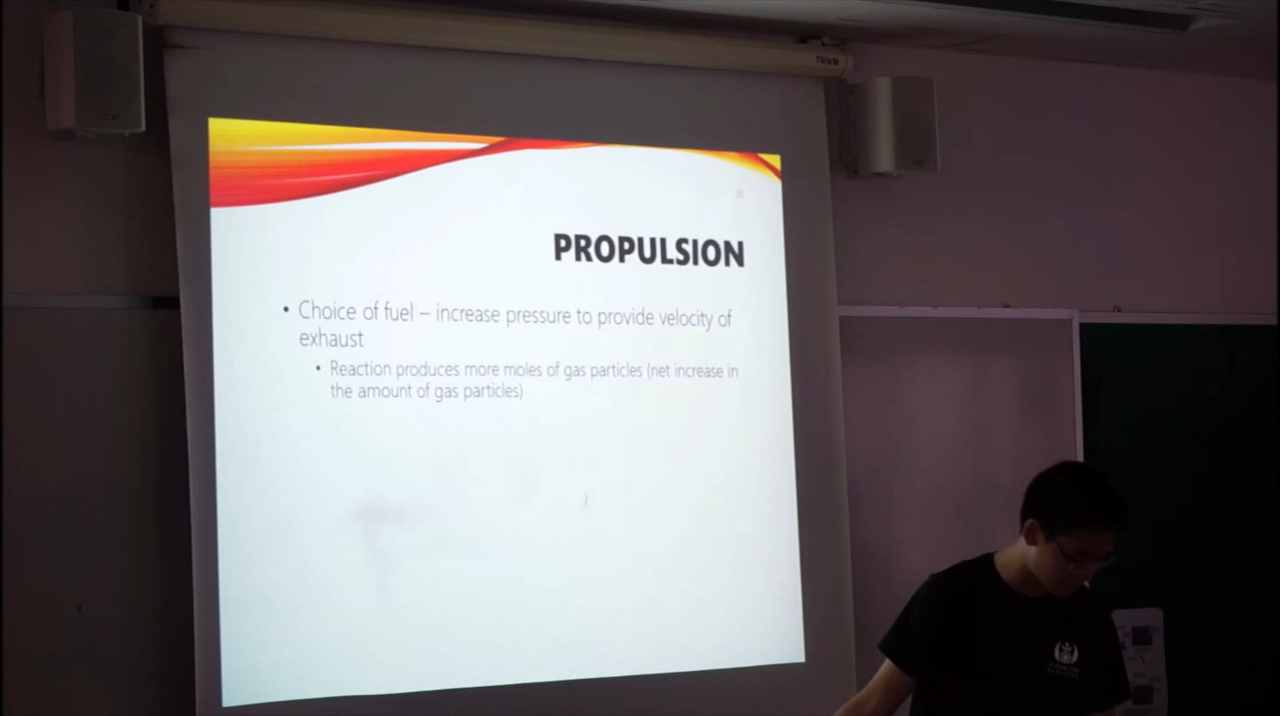 PROPULSION
• Choice of fuel – increase pressure to provide velocity of
exhaust
• Reaction produces more moles of gas particles (net increase in
the amount of gas particles)